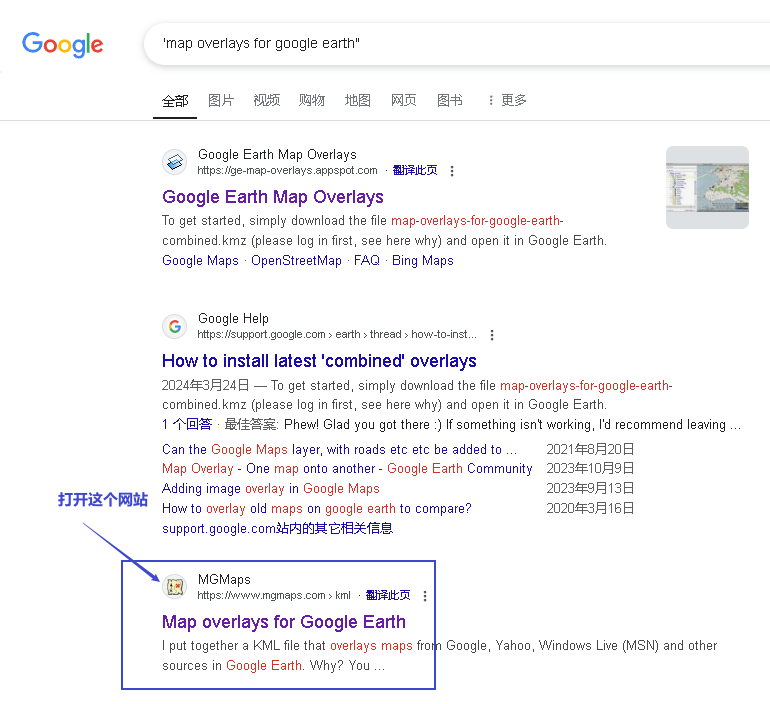 Google
'map overlays for google earth"
全部 图片 视频 购物 地图 网页 图书 ⋮ 更多
Google Earth Map Overlays
https://ge-map-overlays.appspot.com · 翻译此页
Google Earth Map Overlays
To get started, simply download the file map-overlays-for-google-earth-
combined.kmz (please log in first, see here why) and open it in Google Earth.
Google Maps · OpenStreetMap · FAQ · Bing Maps
Google Help
https://support.google.com › earth › thread › how-to-inst...
How to install latest 'combined' overlays
2024年3月24日 — To get started, simply download the file map-overlays-for-google-earth-
combined.kmz (please log in first, see here why) and open it in Google Earth.
1 个回答 · 最佳答案: Phew! Glad you got there :) If something isn't working, I'd recommend leaving ...
Can the Google Maps layer, with roads etc etc be added to ... 2021年8月20日
Map Overlay - One map onto another - Google Earth Community 2023年10月9日
Adding image overlay in Google Maps 2023年9月13日
How to overlay old maps on google earth to compare? 2020年3月16日
support.google.com站内的其它相关信息
打开这个网站
MGMaps
https://www.mgmaps.com › kml · 翻译此页
Map overlays for Google Earth
I put together a KML file that overlays maps from Google, Yahoo, Windows Live (MSN) and other
sources in Google Earth. Why? You ...